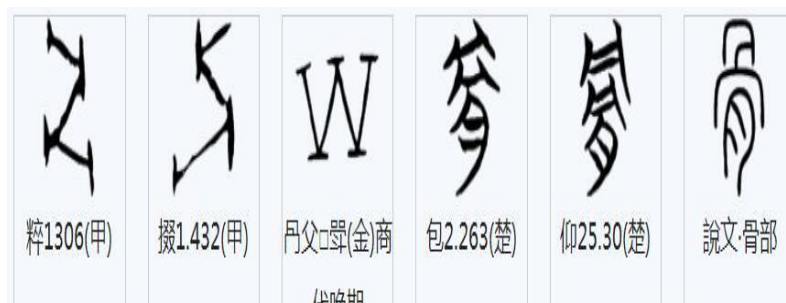 粹1306(甲)
掇1.432(甲)
冎父□斝(金)商
代晚期
包2.263(楚)
仰25.30(楚)
說文·骨部